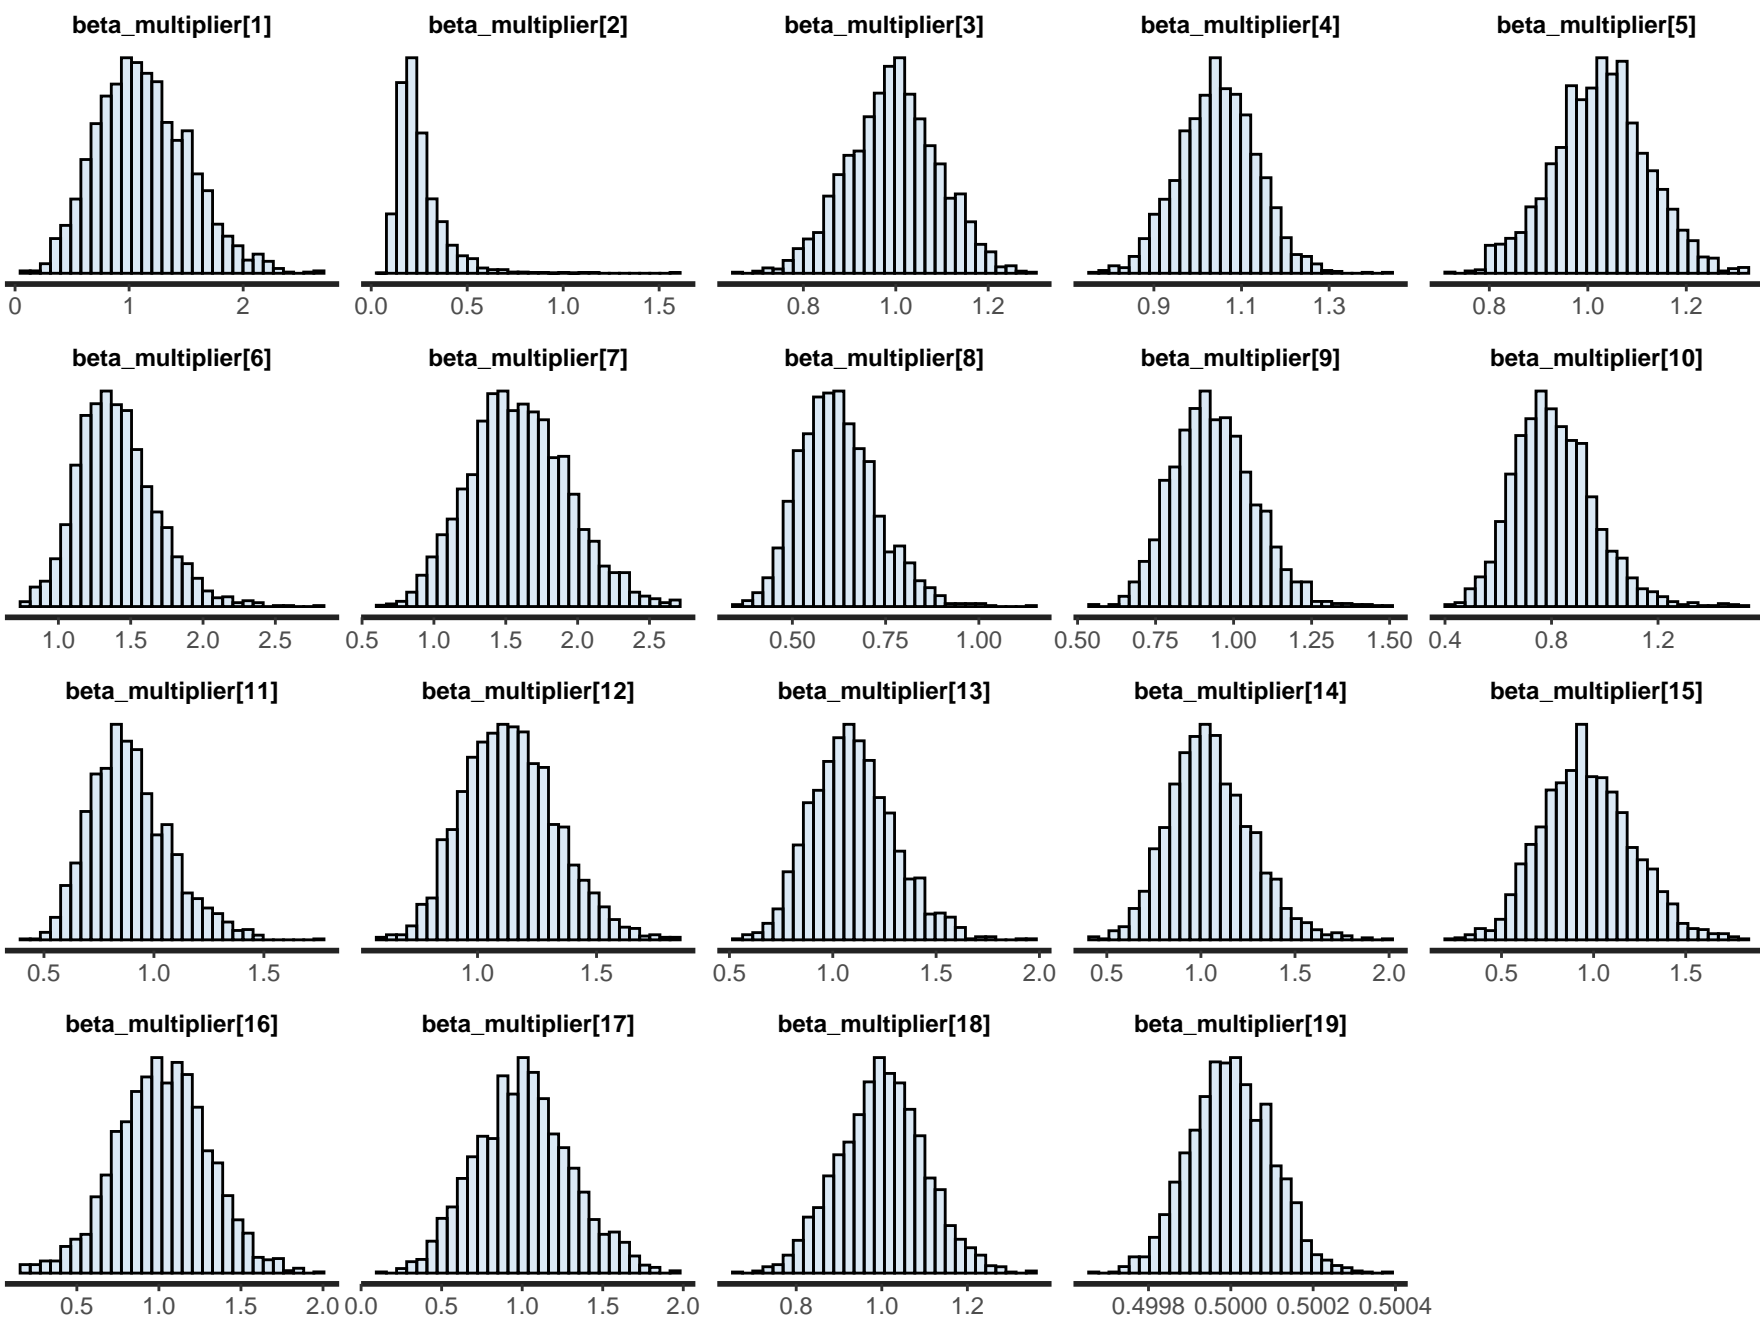 beta_multiplier[1] beta_multiplier[2] beta_multiplier[3] beta_multiplier[4] beta_multiplier[5]
0 1 2 0.0 0.5 1.0 1.5 0.8 1.0 1.2 0.9 1.1 1.3 0.8 1.0 1.2
beta_multiplier[6] beta_multiplier[7] beta_multiplier[8] beta_multiplier[9] beta_multiplier[10]
1.0 1.5 2.0 2.5 0.5 1.0 1.5 2.0 2.5 0.50 0.75 1.00 0.50 0.75 1.00 1.25 1.50 0.4 0.8 1.2
beta_multiplier[11] beta_multiplier[12] beta_multiplier[13] beta_multiplier[14] beta_multiplier[15]
0.5 1.0 1.5 1.0 1.5 0.5 1.0 1.5 2.0 0.5 1.0 1.5 2.0 0.5 1.0 1.5
beta_multiplier[16] beta_multiplier[17] beta_multiplier[18] beta_multiplier[19]
0.5 1.0 1.5 2.0 0.0 0.5 1.0 1.5 2.0 0.8 1.0 1.2 0.4998 0.5000 0.5002 0.5004